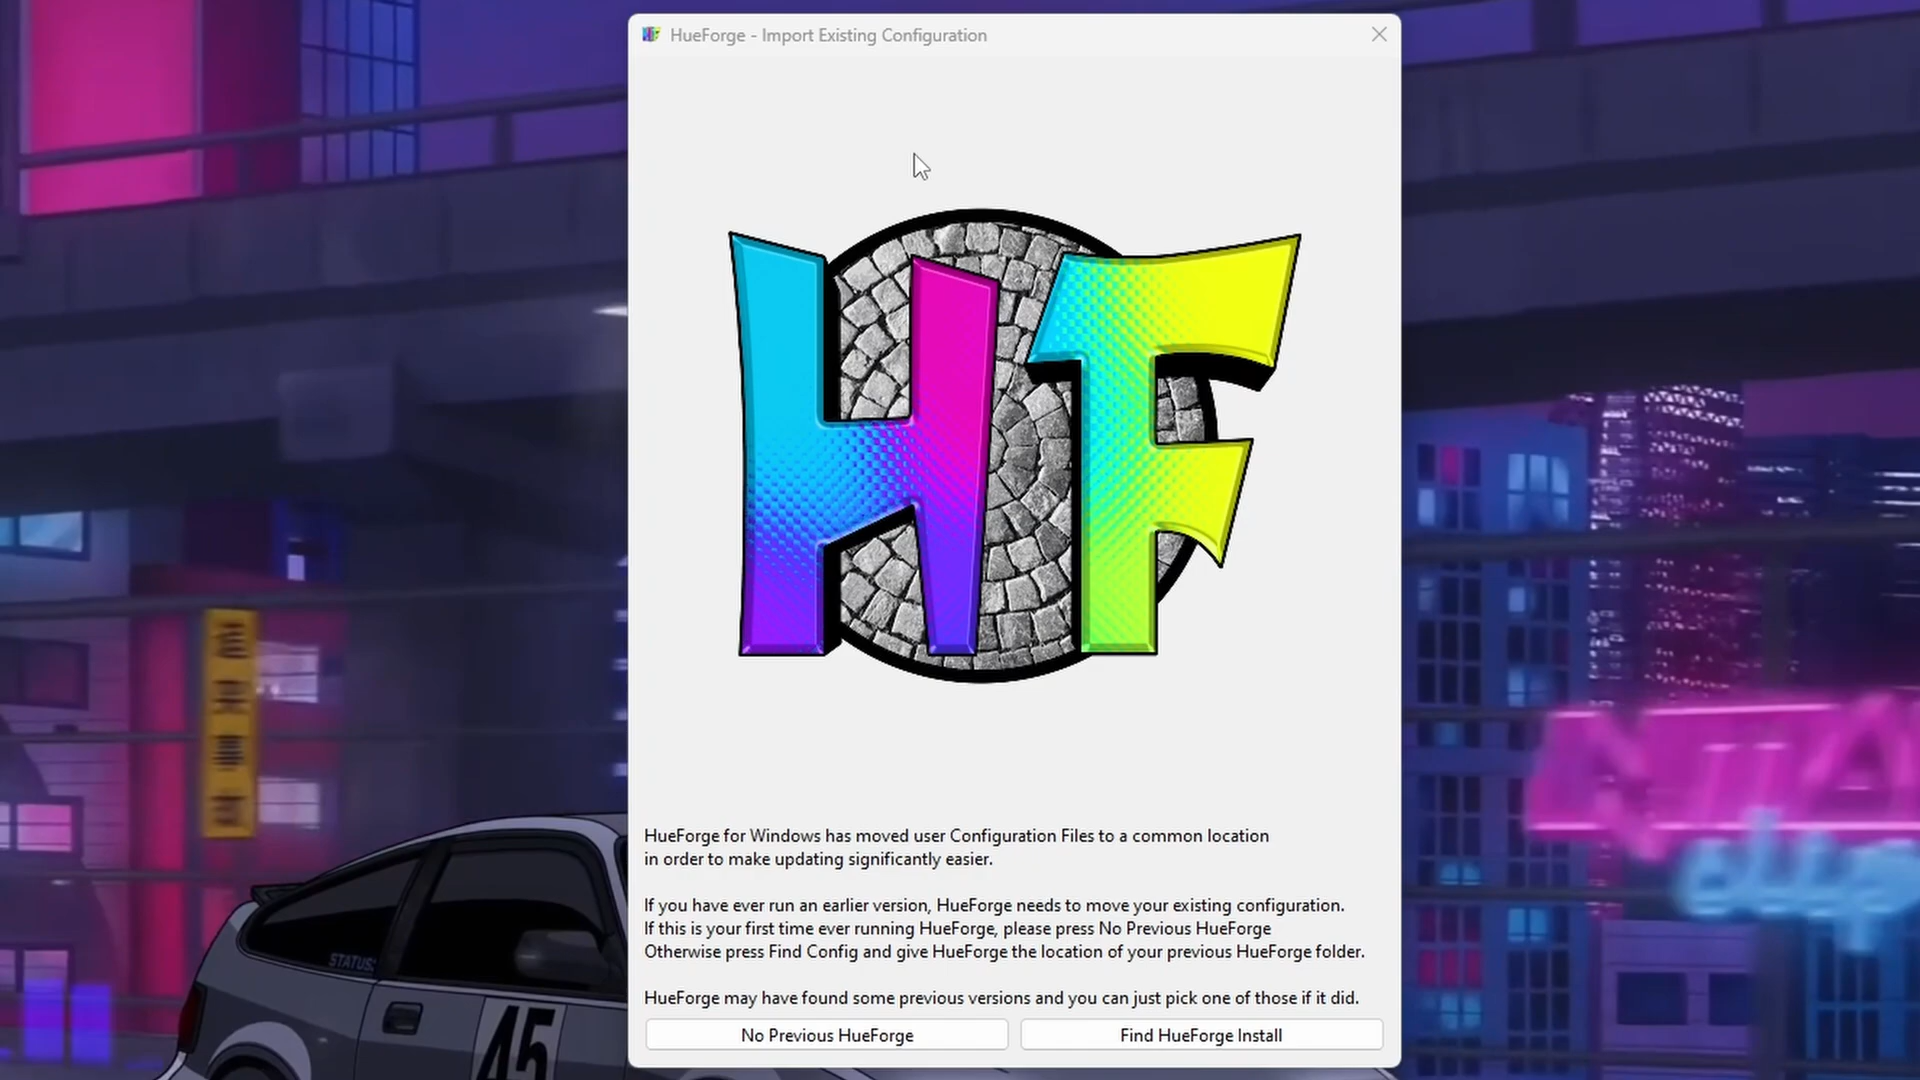 HueForge - Import Existing Configuration
HF
HueForge for Windows has moved user Configuration Files to a common location
in order to make updating significantly easier.
If you have ever run an earlier version, HueForge needs to move your existing configuration.
If this is your first time ever running HueForge, please press No Previous HueForge
Otherwise press Find Config and give HueForge the location of your previous HueForge folder.
HueForge may have found some previous versions and you can just pick one of those if it did.
No Previous HueForge
Find HueForge Install
45